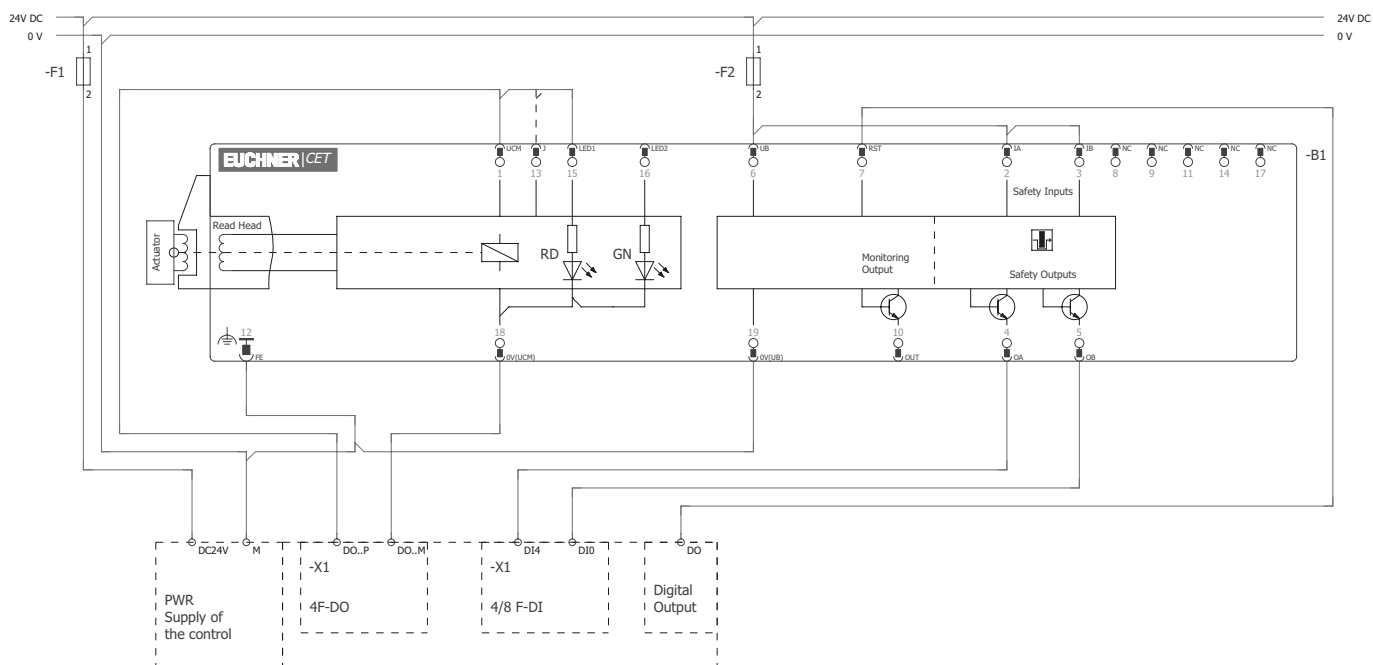 24V DC
24V DC
0 V
0 V
-F1
1
2
-F2
1
2
EUCHNER CET
UCM
J
LED1
LED2
UB
RST
IA
IB
NC
NC
NC
NC
NC
-B1
1
13
15
16
6
7
2
3
8
9
11
14
17
Safety Inputs
Actuator
Read Head
RD
GN
Monitoring
Output
Safety Outputs
12
18
19
10
4
5
FE
0V(UCM)
0V(UB)
OUT
OA
OB
DC24V
M
DO..P
DO..M
DI4
DI0
DO
-X1
-X1
PWR
Supply of
the control
4F-DO
4/8 F-DI
Digital
Output